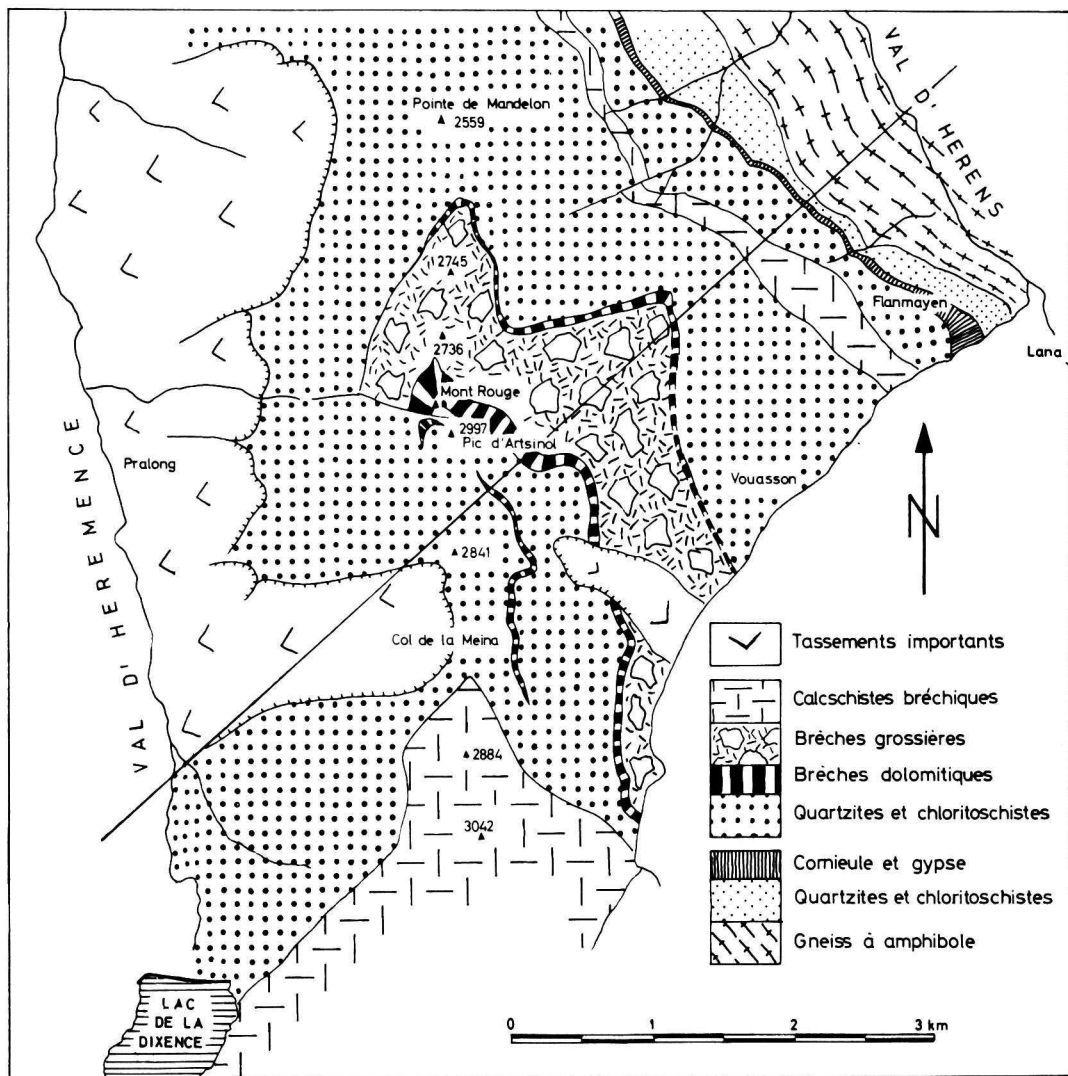 VAL D'HERENS
Pointe de Mandelon
2559
2745
2736
Mont Rouge
2997
Pic d'Artsinol
Flanmayen
Lana
Pralong
Vouasson
VAL D'HEREMENCE
2841
N
Col de la Meina
2884
3042
LAC
DE LA
DIXENCE
Tassements importants
Calcschistes bréchiques
Brèches grossières
Brèches dolomitiques
Quartzites et chloritoschistes
Cornieule et gypse
Quartzites et chloritoschistes
Gneiss à amphibole
0 1 2 3 km